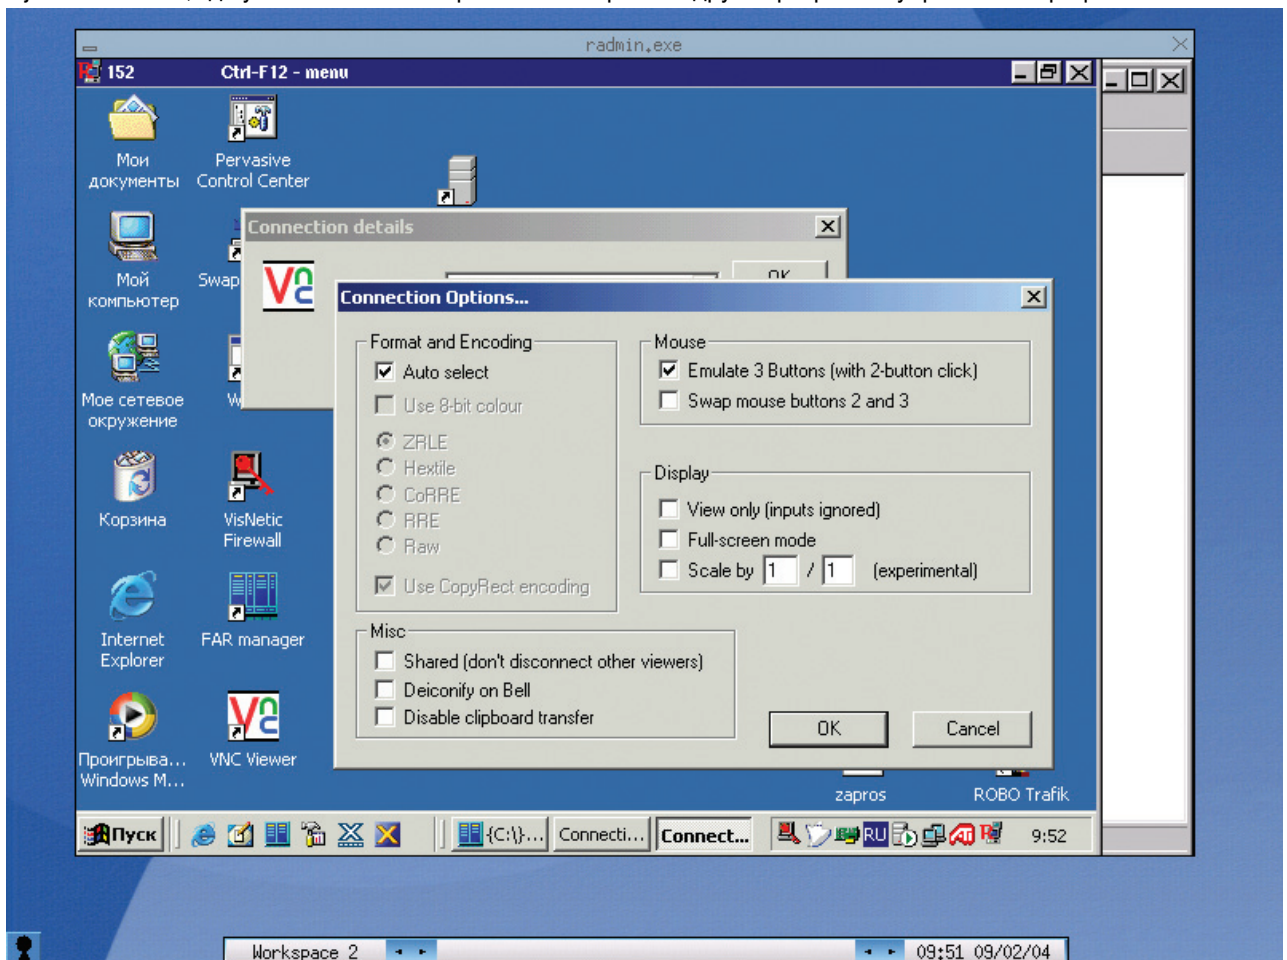 radmin.exe
152 Ctrl-F12 - menu
Мои документы
Pervasive Control Center
Мой компьютер
Swap
Мое сетевое окружение
W
Корзина
VisNetic Firewall
Internet Explorer
FAR manager
Проигрыва...
Windows M...
VNC Viewer
Connection details
OK
Connection Options...
Format and Encoding
Auto select
Use 8-bit colour
ZRLE
Hextile
CoRRE
RRE
Raw
Use CopyRect encoding
Mouse
Emulate 3 Buttons (with 2-button click)
Swap mouse buttons 2 and 3
Display
View only (inputs ignored)
Full-screen mode
Scale by 1 / 1 (experimental)
Misc
Shared (don't disconnect other viewers)
Deiconify on Bell
Disable clipboard transfer
OK Cancel
zapros
ROBO Trafik
Пуск {C:\}... Connecti... Connect... RU 9:52
Workspace 2 09:51 09/02/04